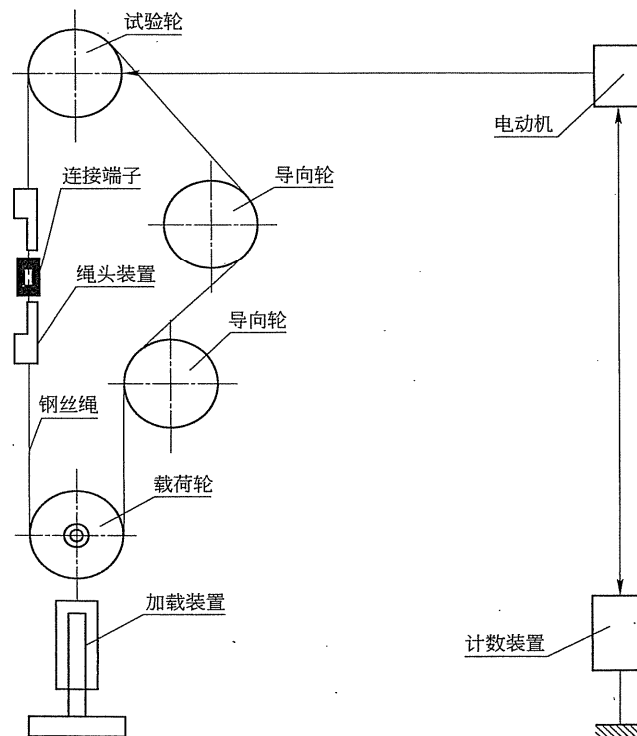 试验轮
电动机
连接端子
导向轮
绳头装置
导向轮
钢丝绳
载荷轮
加载装置
计数装置